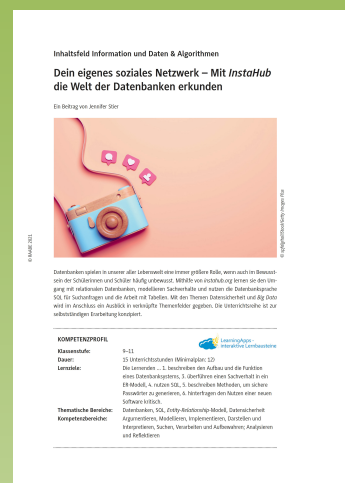 Inhaltsfeld Information und Daten & Algorithmen
Dein eigenes soziales Netzwerk – Mit InstaHub
die Welt der Datenbanken erkunden
Ein Beitrag von Jennifer Stier
© RAABE 2021
Datenbanken spielen in unserer aller Lebenswelt eine immer größere Rolle, wenn auch im Bewusst-
sein der Schülerinnen und Schüler häufig unbewusst. Mithilfe von instahub.org lernen sie den Um-
gang mit relationalen Datenbanken, modellieren Sachverhalte und nutzen die Datenbanksprache
SQL für Suchanfragen und die Arbeit mit Tabellen. Mit den Themen Datensicherheit und Big Data
wird im Anschluss ein Ausblick in verknüpfte Themenfelder gegeben. Die Unterrichtsreihe ist zur
selbstständigen Erarbeitung konzipiert.
KOMPETENZPROFIL
LearningApps -
interaktive Lernbausteine
Klassenstufe: 9–11
Dauer: 15 Unterrichtsstunden (Minimalplan: 12)
Lernziele: Die Lernenden ... 1. beschreiben den Aufbau und die Funktion
eines Datenbanksystems, 3. überführen einen Sachverhalt in ein
ER-Modell, 4. nutzen SQL, 5. beschreiben Methoden, um sichere
Passwörter zu generieren, 6. hinterfragen den Nutzen einer neuen
Software kritisch.
Thematische Bereiche: Datenbanken, SQL, Entity-Relationship-Modell, Datensicherheit
Kompetenzbereiche: Argumentieren, Modellieren, Implementieren, Darstellen und
Interpretieren, Suchen, Verarbeiten und Aufbewahren; Analysieren
und Reflektieren